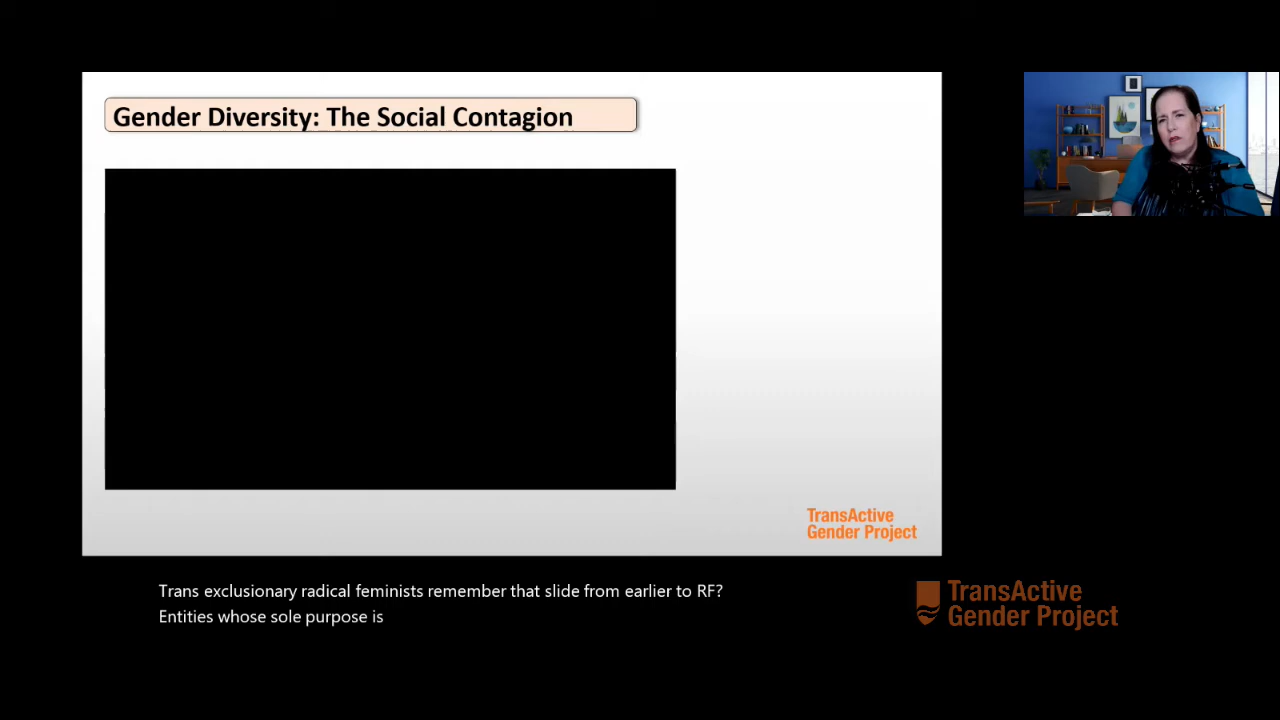 Gender Diversity: The Social Contagion
TransActive
Gender Project
Trans exclusionary radical feminists remember that slide from earlier to RF?
Entities whose sole purpose is
TransActive
Gender Project